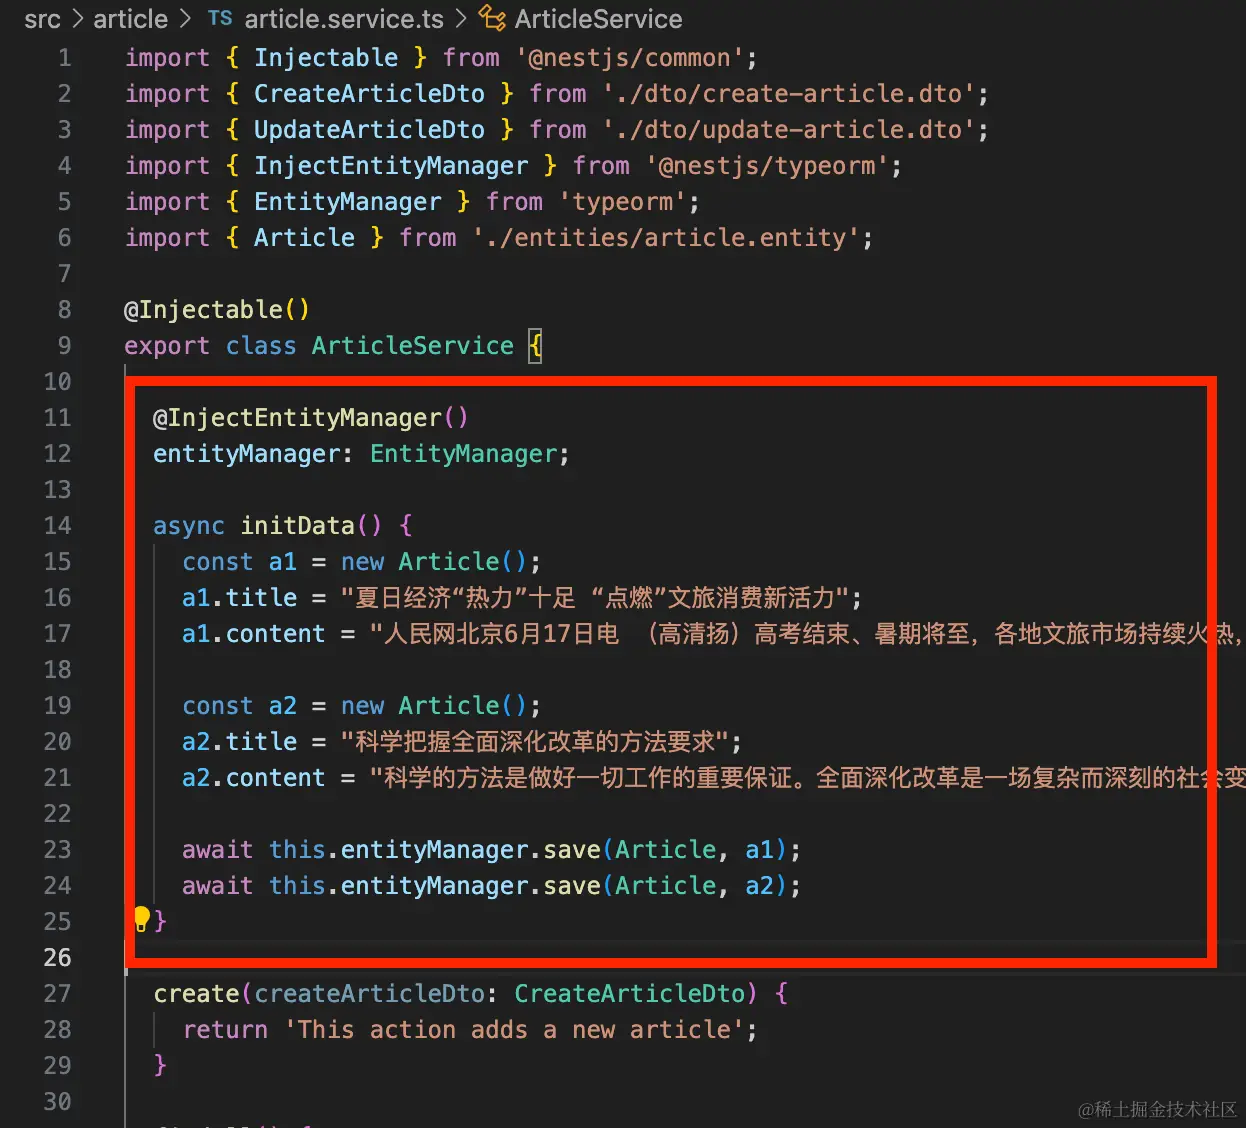 src > article > TS article.service.ts > ArticleService
1 import { Injectable } from '@nestjs/common';
2 import { CreateArticleDto } from './dto/create-article.dto';
3 import { UpdateArticleDto } from './dto/update-article.dto';
4 import { InjectEntityManager } from '@nestjs/typeorm';
5 import { EntityManager } from 'typeorm';
6 import { Article } from './entities/article.entity';
7
8 @Injectable()
9 export class ArticleService {
10
11 @InjectEntityManager()
12 entityManager: EntityManager;
13
14 async initData() {
15 const a1 = new Article();
16 a1.title = "夏日经济“热力”十足 “点燃”文旅消费新活力";
17 a1.content = "人民网北京6月17日电 （高清扬）高考结束、暑期将至，各地文旅市场持续火热，
18
19 const a2 = new Article();
20 a2.title = "科学把握全面深化改革的方法要求";
21 a2.content = "科学的方法是做好一切工作的重要保证。全面深化改革是一场复杂而深刻的社会变
22
23 await this.entityManager.save(Article, a1);
24 await this.entityManager.save(Article, a2);
25 }
26
27 create(createArticleDto: CreateArticleDto) {
28 return 'This action adds a new article';
29 }
30
@稀土掘金技术社区